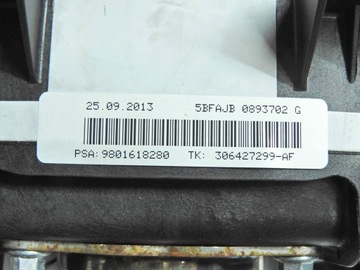 25.09.2013 5BFAJB 0893702 G
PSA:9801618280 TK: 306427299-AF